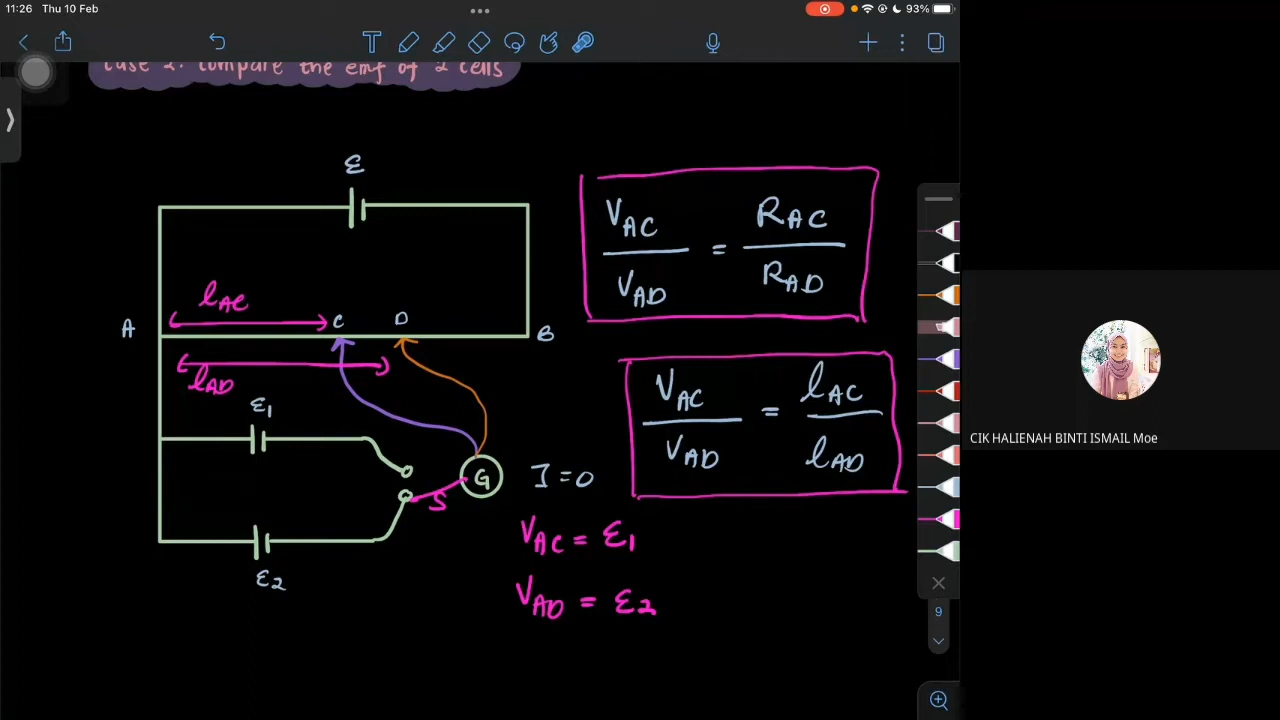 11:26 Thu 10 Feb
93%
Case 2: Compare the emf of 2 cells
ε
A
l_AC
C
D
B
l_AD
ε1
G
S
I = 0
ε2
V_AC / V_AD = R_AC / R_AD
V_AC / V_AD = l_AC / l_AD
V_AC = ε1
V_AD = ε2
9
CIK HALIENAH BINTI ISMAIL Moe